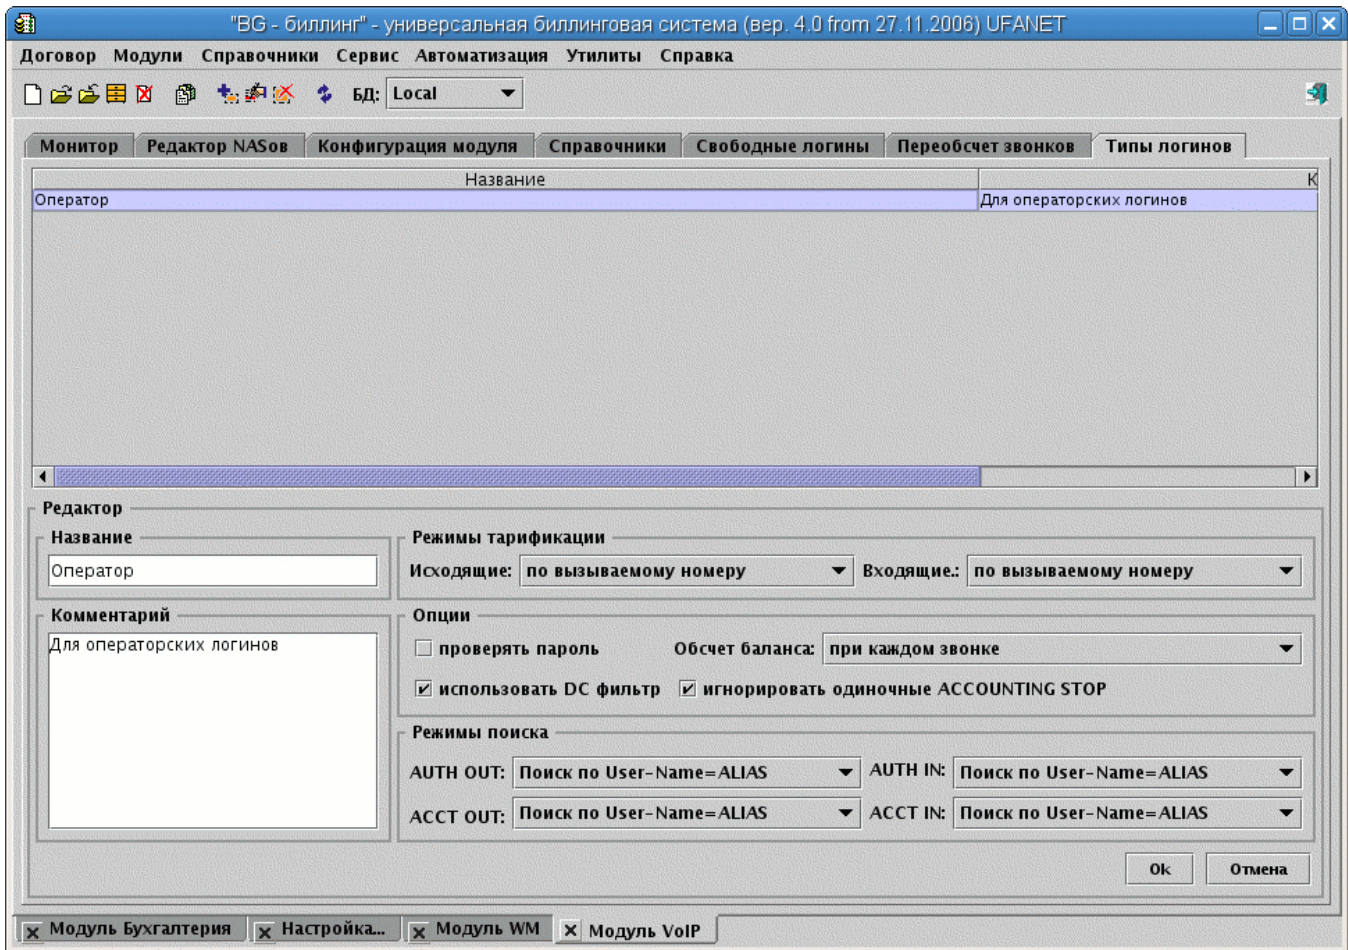 "BG - биллинг" - универсальная биллинговая система (вер. 4.0 from 27.11.2006) UFANET
Договор Модули Справочники Сервис Автоматизация Утилиты Справка
БД: Local
Монитор Редактор NASов Конфигурация модуля Справочники Свободные логины Переобсчет звонков Типы логинов
Название К
Оператор Для операторских логинов
Редактор
Название Режимы тарификации
Оператор Исходящие: по вызываемому номеру Входящие.: по вызываемому номеру
Комментарий Опции
Для операторских логинов
проверять пароль Обсчет баланса: при каждом звонке
использовать DC фильтр игнорировать одиночные ACCOUNTING STOP
Режимы поиска
AUTH OUT: Поиск по User-Name=ALIAS AUTH IN: Поиск по User-Name=ALIAS
ACCT OUT: Поиск по User-Name=ALIAS ACCT IN: Поиск по User-Name=ALIAS
Ok Отмена
Модуль Бухгалтерия Настройка... Модуль WM Модуль VoIP